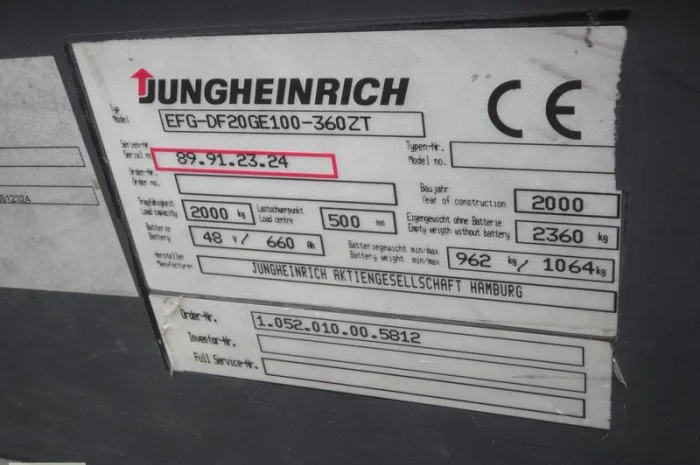 JUNGHEINRICH
CE
Typ
Model EFG-DF20GE100-360ZT
Serien-Nr.
Serial no. 89.91.23.24
Typen-Nr.
Model no.
Order-Nr.
Order no.
Baujahr
Year of construction 2000
Tragfähigkeit
Load capacity 2000 kg
Lastschwerpunkt
Load centre 500 mm
Eigengewicht ohne Batterie
Empty weigth without battery 2360 kg
Batterie
Battery 48 V/ 660 Ah
Batteriegewicht min/max
Battery weight min/max 962 kg/ 1064 kg
Hersteller
Manufacturer JUNGHEINRICH AKTIENGESELLSCHAFT HAMBURG
Order-Nr. 1.052.010.00.5812
Inventar-Nr.
Full Service-Nr.